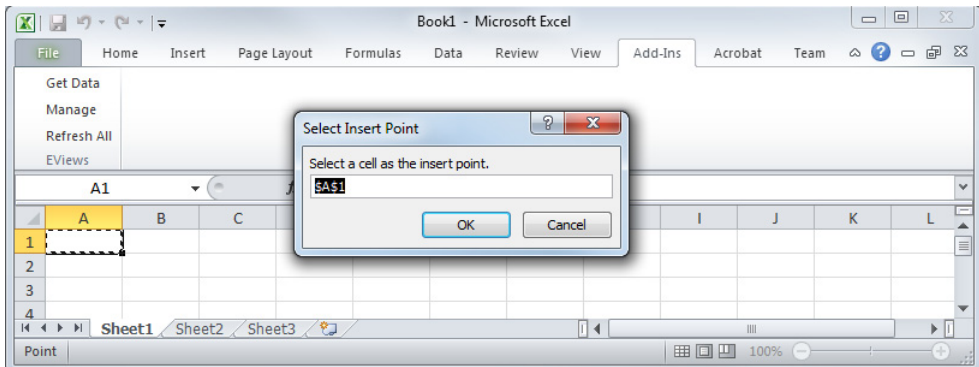 Book1 - Microsoft Excel
File Home Insert Page Layout Formulas Data Review View Add-Ins Acrobat Team
Get Data
Manage
Refresh All
EViews
Select Insert Point
Select a cell as the insert point.
$A$1
OK Cancel
A1
A B C I J K L
1
2
3
4
Sheet1 Sheet2 Sheet3
Point 100%